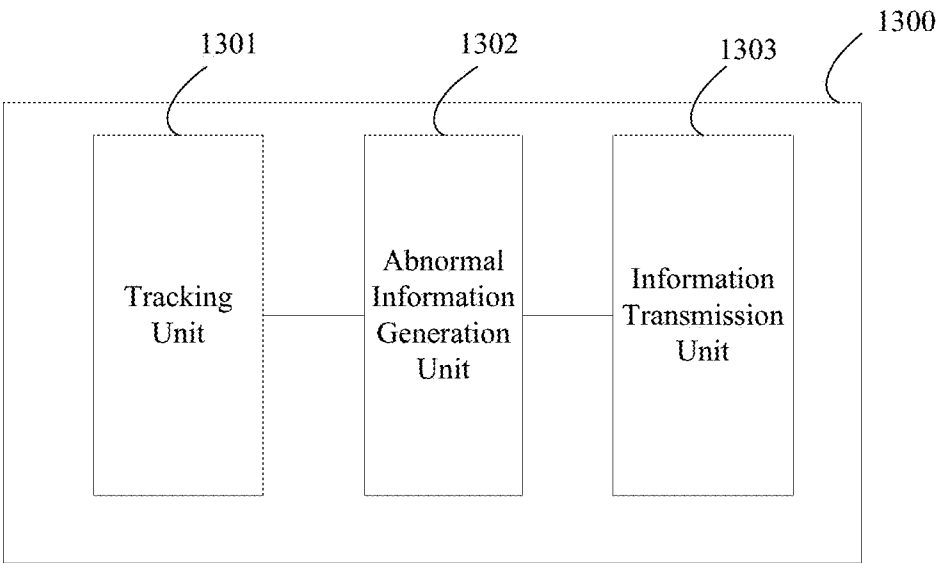 1300
1301
1302
1303
Tracking
Unit
Abnormal
Information
Generation
Unit
Information
Transmission
Unit